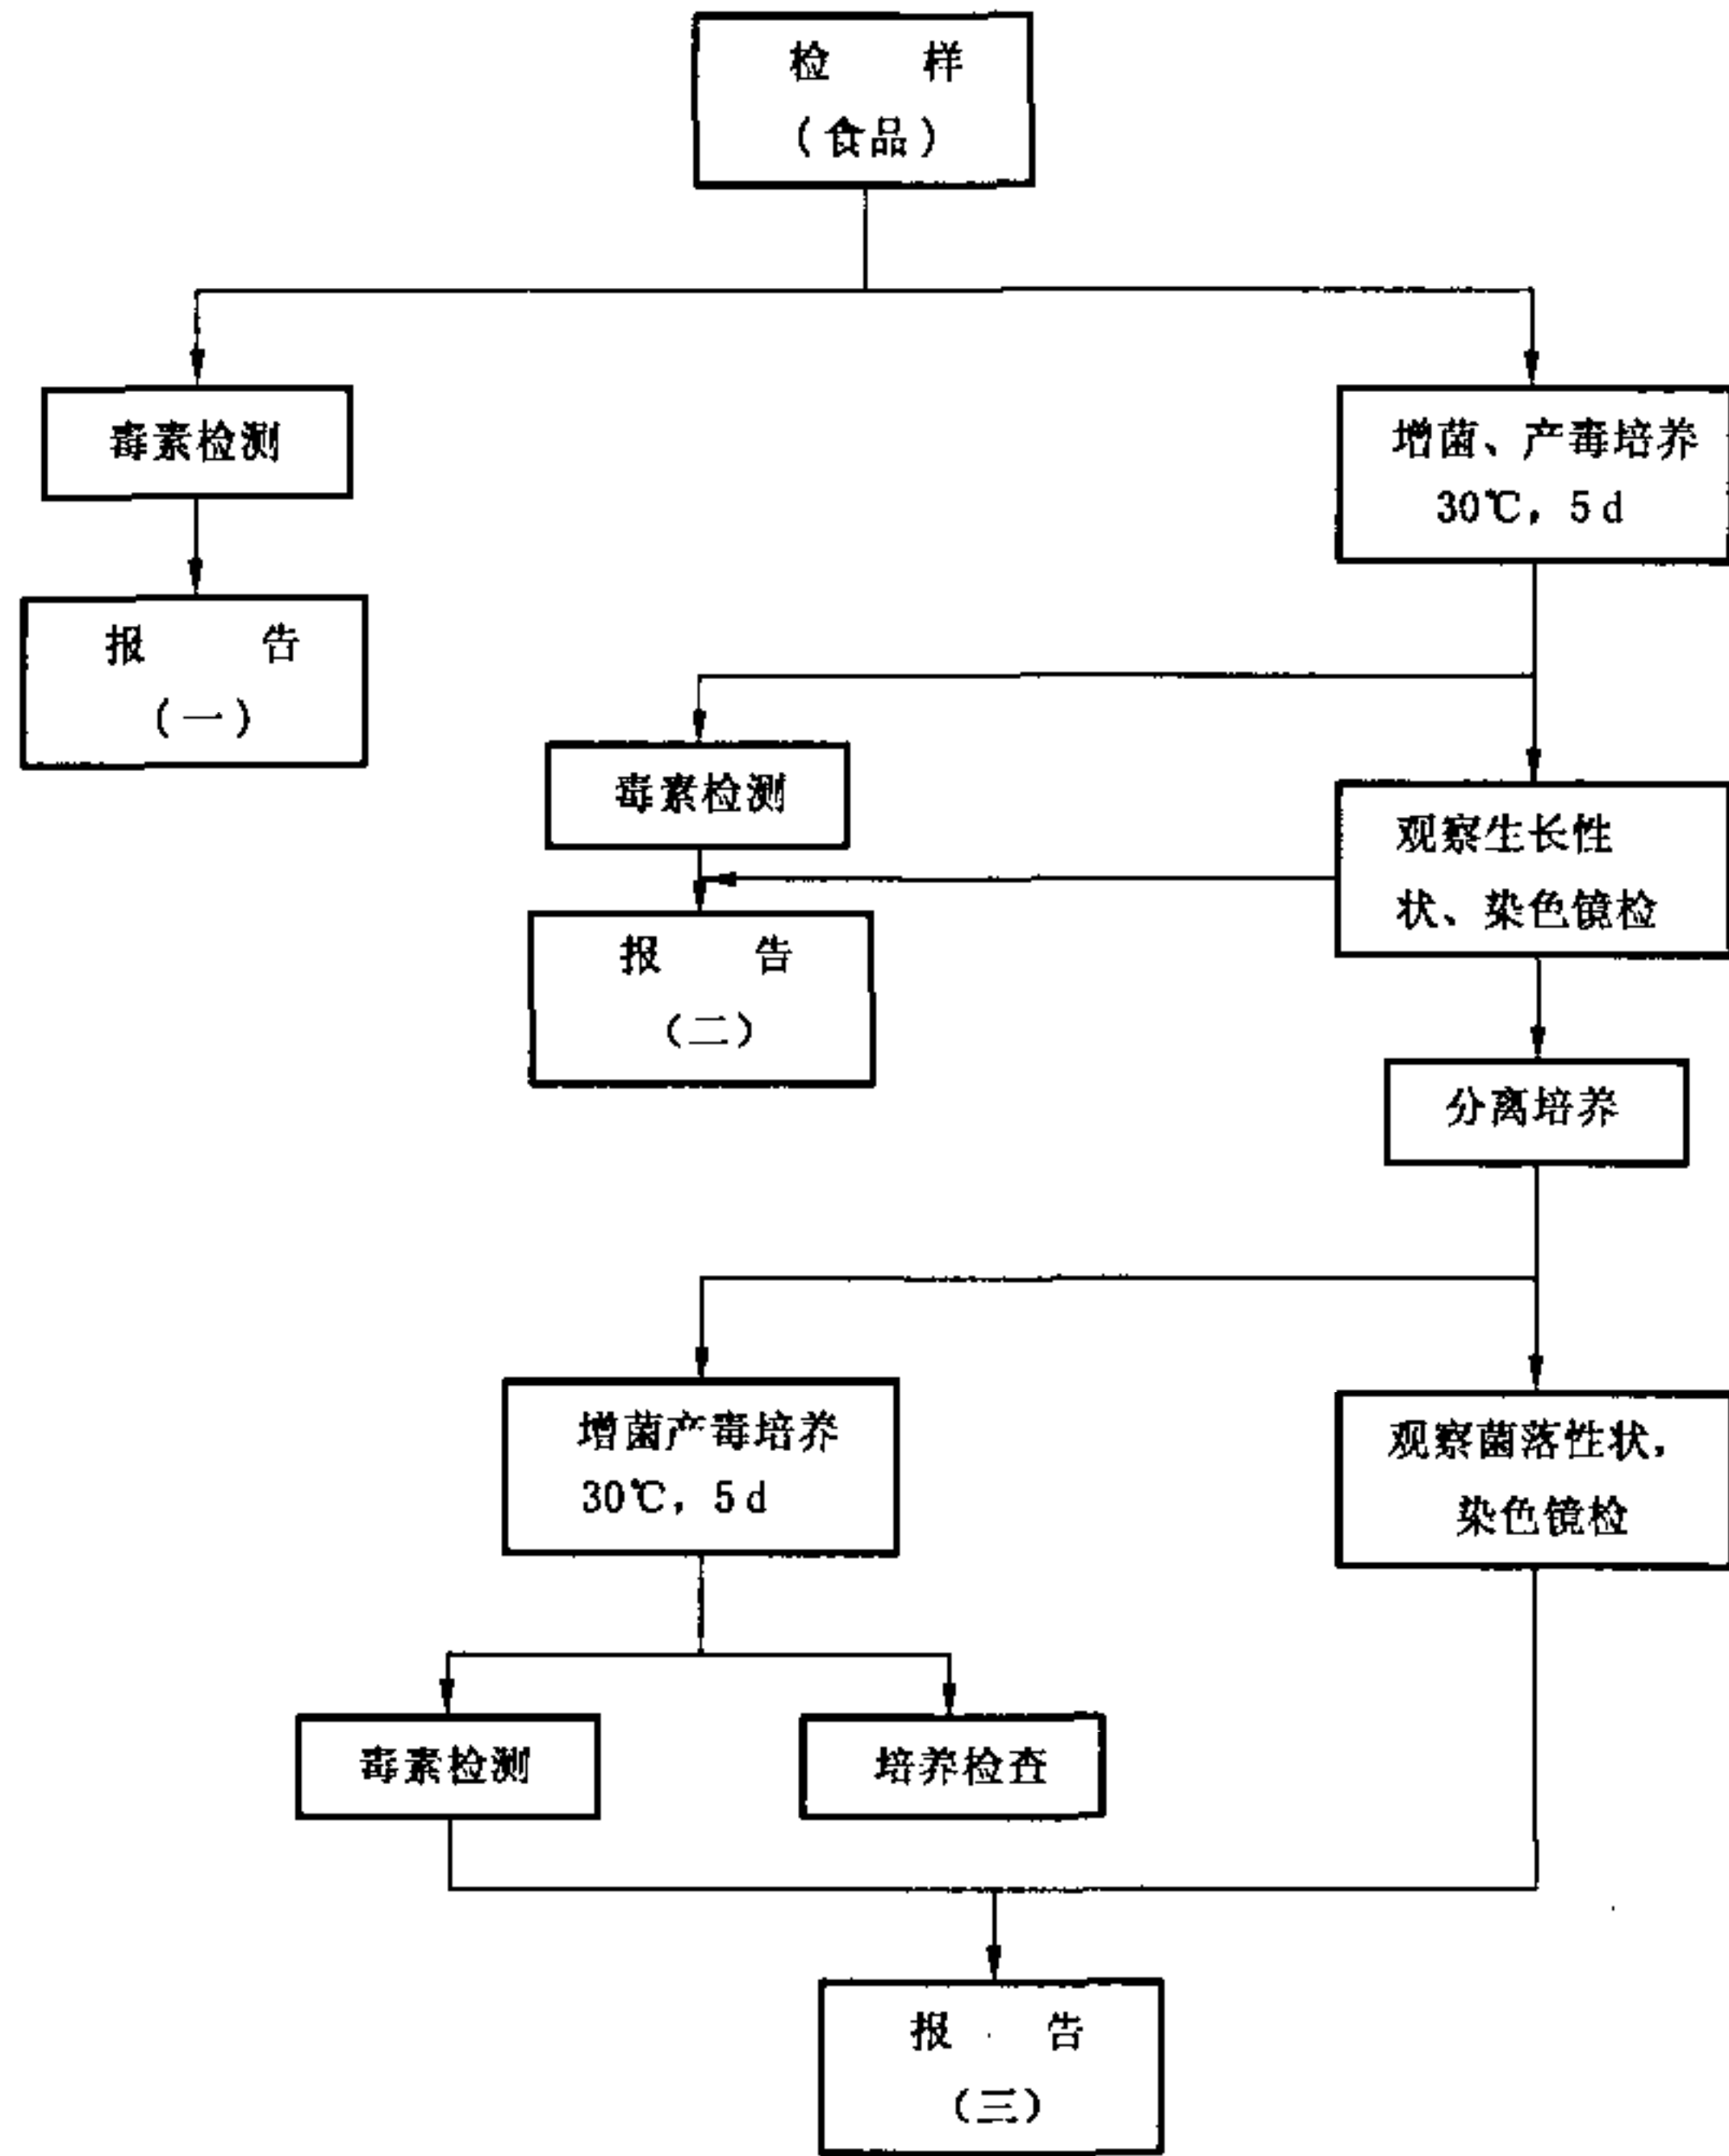 检 样
(食品)
毒素检测
增菌、产毒培养
30℃, 5 d
报 告
(一)
毒素检测
观察生长性
状、染色镜检
报 告
(二)
分离培养
增菌产毒培养
30℃, 5 d
观察菌落性状,
染色镜检
毒素检测
培养检查
报 告
(三)